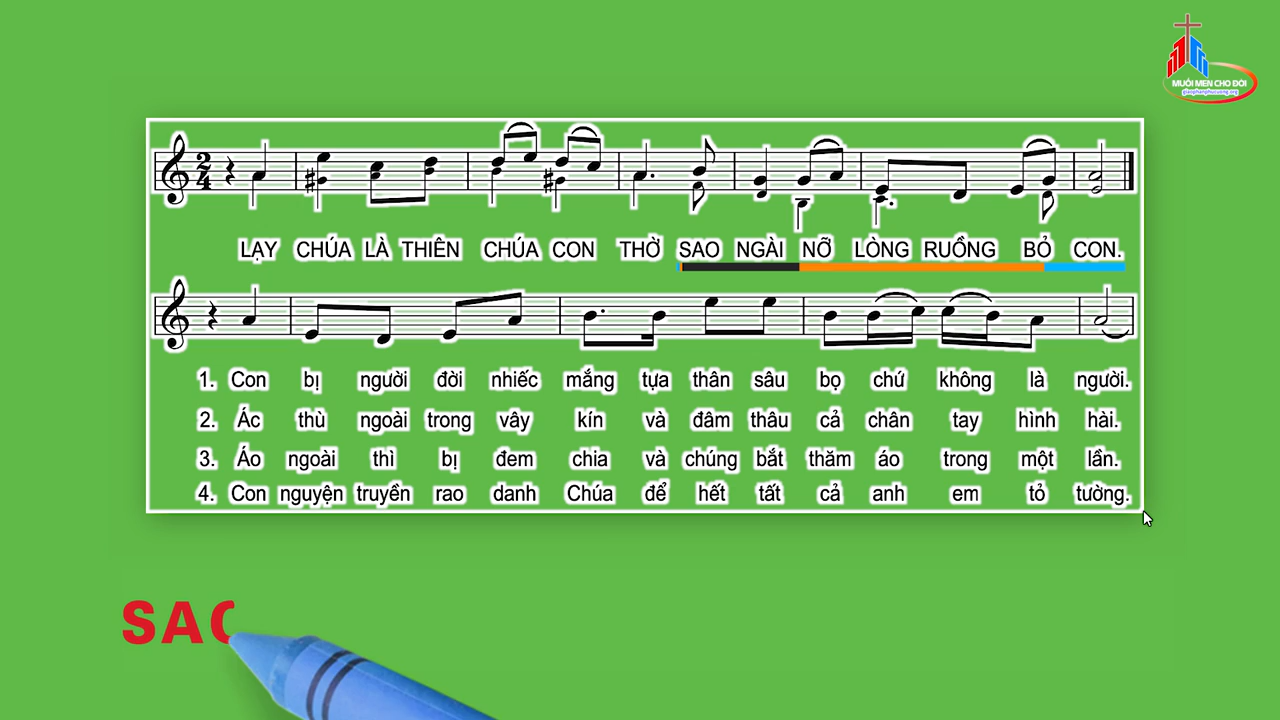 MUỐI MEN CHO ĐỜI
giaophanphucuong.org
LẠY CHÚA LÀ THIÊN CHÚA CON THỜ SAO NGÀI NỠ LÒNG RUỒNG BỎ CON.
1. Con bị người đời nhiếc mắng tựa thân sâu bọ chứ không là người.
2. Ác thù ngoài trong vây kín và đâm thâu cả chân tay hình hài.
3. Áo ngoài thì bị đem chia và chúng bắt thăm áo trong một lần.
4. Con nguyện truyền rao danh Chúa để hết tất cả anh em tỏ tường.
SAO